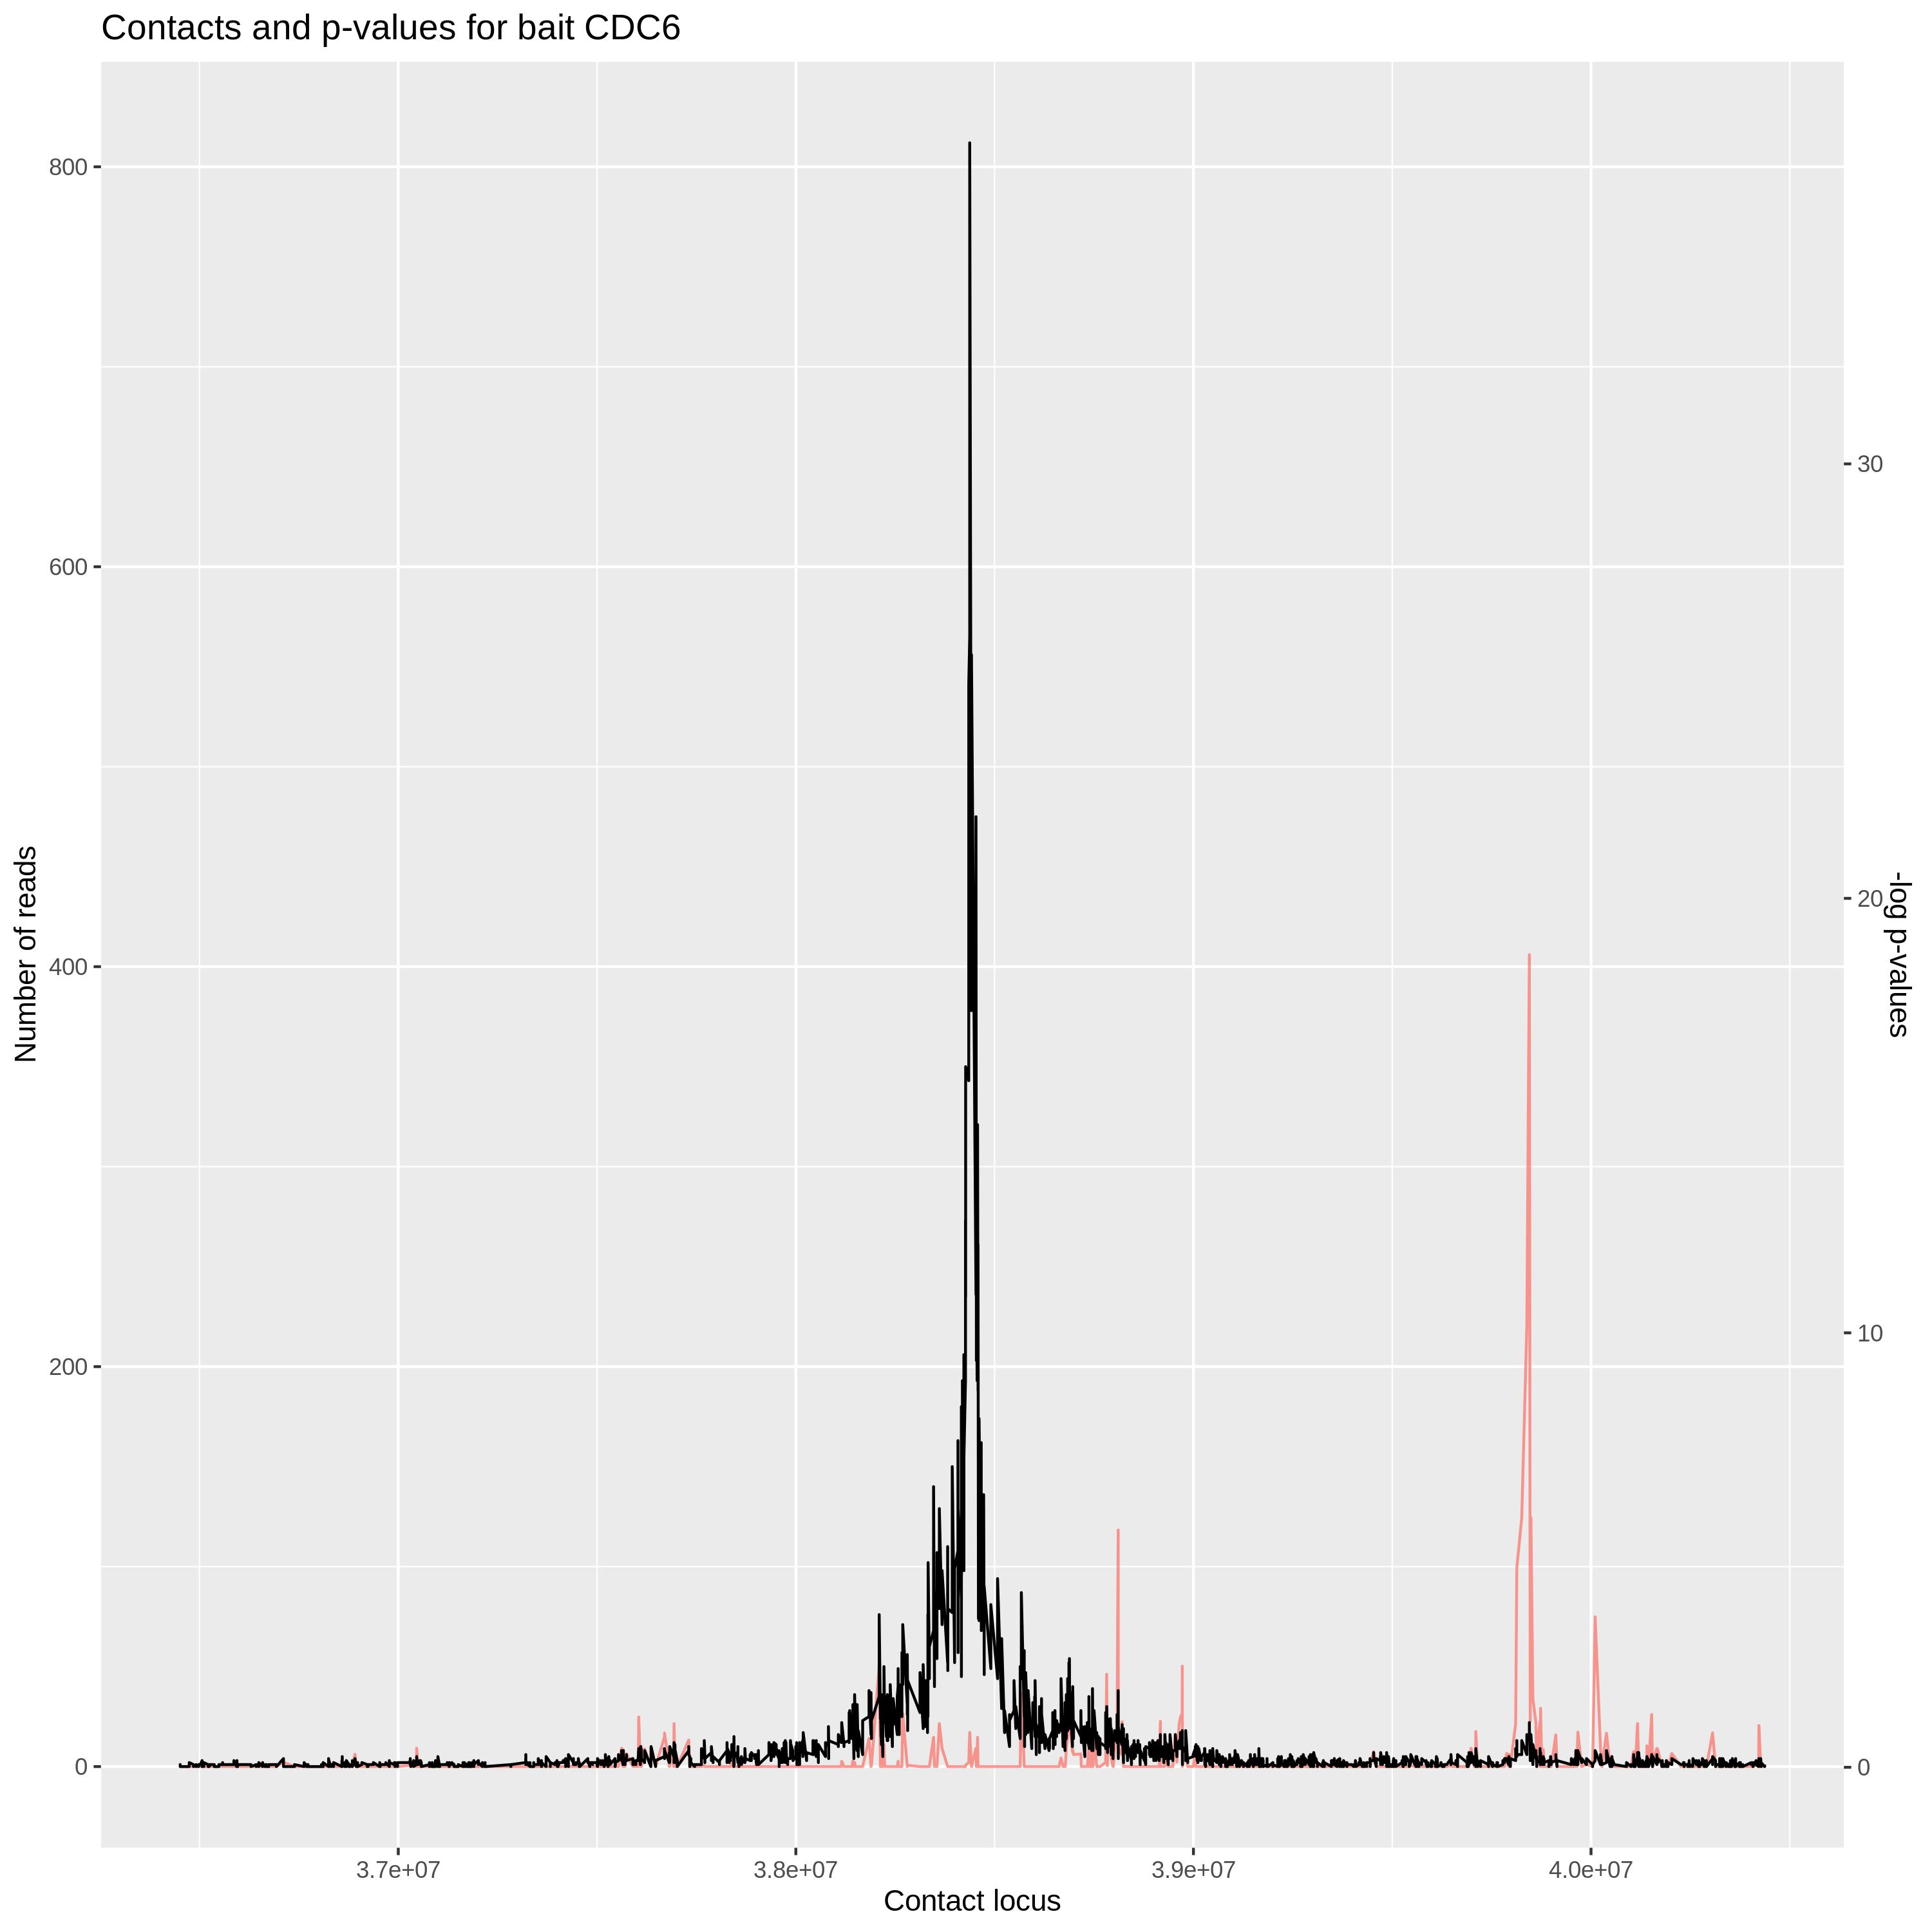 Contacts and p-values for bait CDC6
800
600
400
200
0
Number of reads
30
20
10
0
-log p-values
3.7e+07
3.8e+07
3.9e+07
4.0e+07
Contact locus